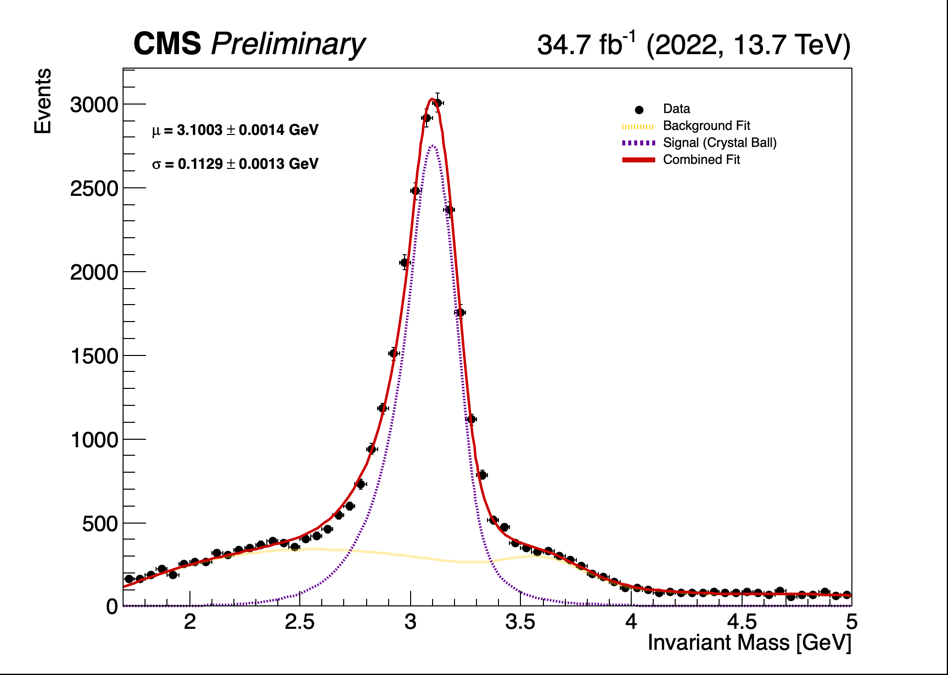 CMS Preliminary
34.7 fb-1 (2022, 13.7 TeV)
Events
3000
2500
2000
1500
1000
500
0
μ = 3.1003 ± 0.0014 GeV
σ = 0.1129 ± 0.0013 GeV
Data
Background Fit
Signal (Crystal Ball)
Combined Fit
2
2.5
3
3.5
4
4.5
5
Invariant Mass [GeV]